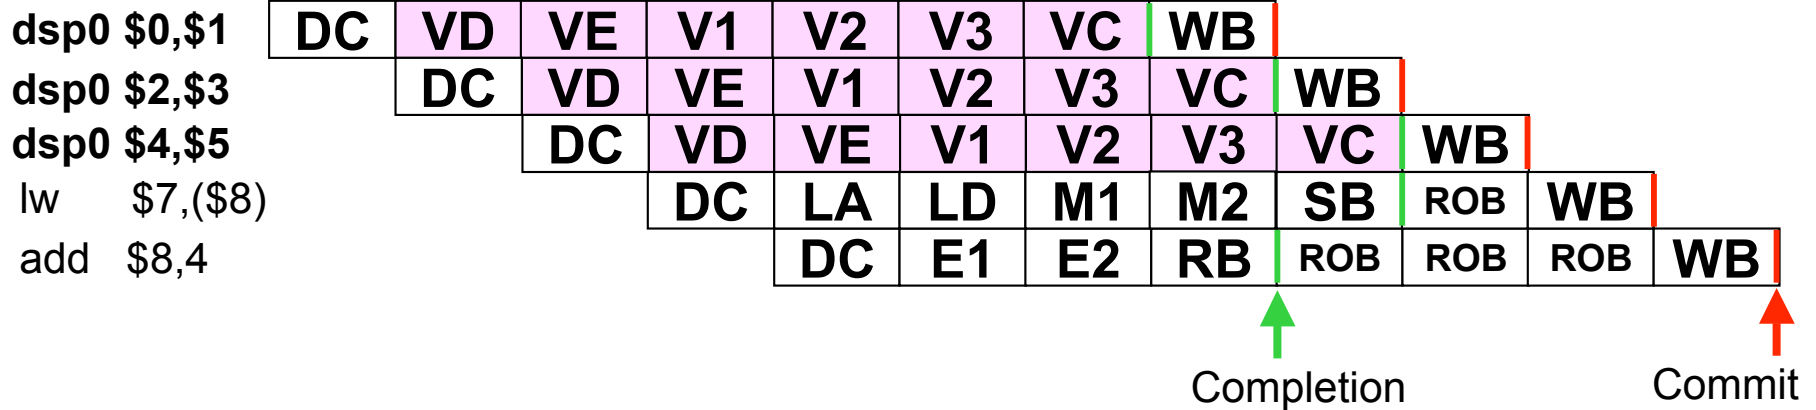 dsp0 $0,$1 DC VD VE V1 V2 V3 VC WB
dsp0 $2,$3 DC VD VE V1 V2 V3 VC WB
dsp0 $4,$5 DC VD VE V1 V2 V3 VC WB
lw $7,($8) DC LA LD M1 M2 SB ROB WB
add $8,4 DC E1 E2 RB ROB ROB ROB WB
Completion Commit